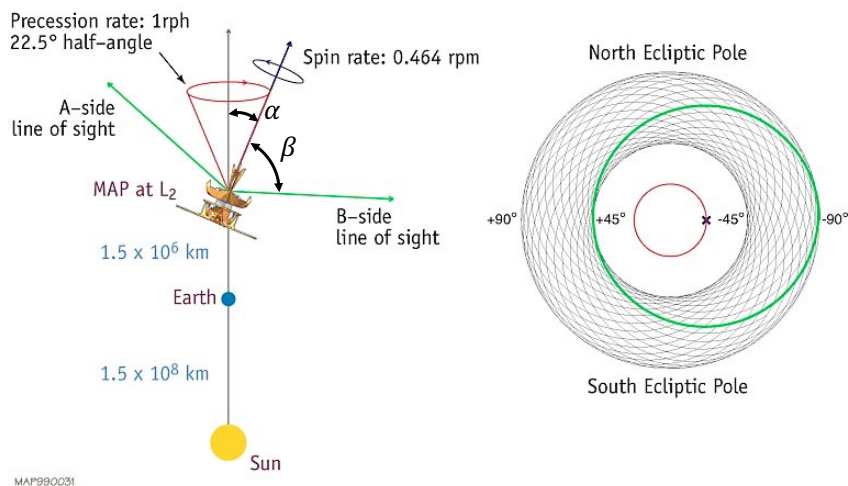 Precession rate: 1rph
22.5° half–angle
Spin rate: 0.464 rpm
α
β
A–side
line of sight
MAP at L₂
B-side
line of sight
1.5 x 10⁶ km
Earth
1.5 x 10⁸ km
Sun
MAP990031
North Ecliptic Pole
+90°
+45°
-45°
-90°
South Ecliptic Pole